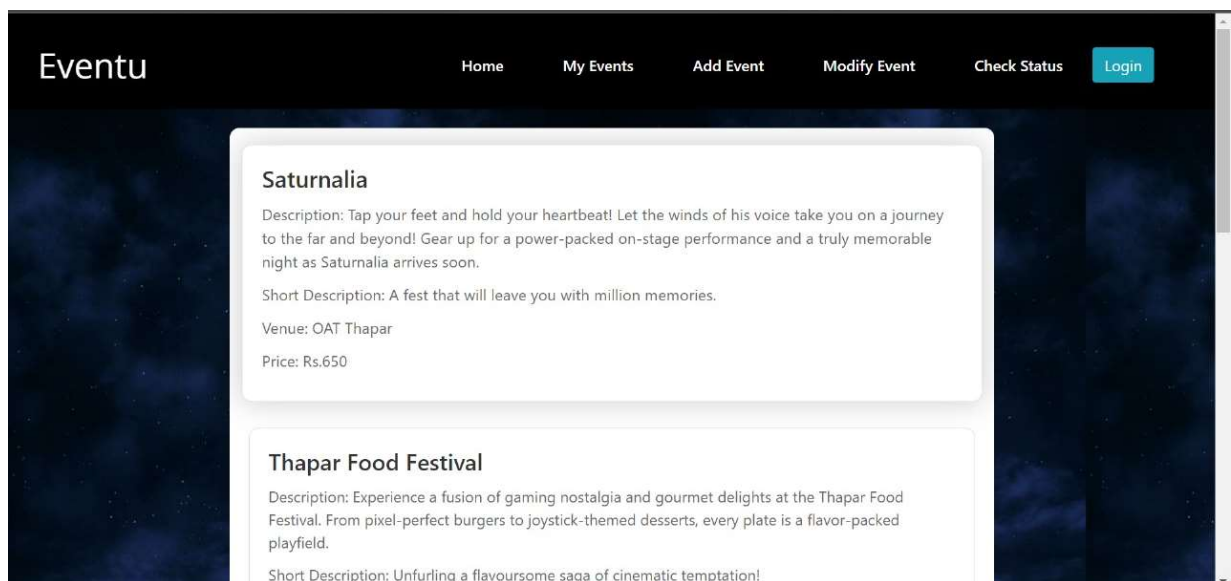 Eventu
Home
My Events
Add Event
Modify Event
Check Status
Login
Saturnalia
Description: Tap your feet and hold your heartbeat! Let the winds of his voice take you on a journey
to the far and beyond! Gear up for a power-packed on-stage performance and a truly memorable
night as Saturnalia arrives soon.
Short Description: A fest that will leave you with million memories.
Venue: OAT Thapar
Price: Rs.650
Thapar Food Festival
Description: Experience a fusion of gaming nostalgia and gourmet delights at the Thapar Food
Festival. From pixel-perfect burgers to joystick-themed desserts, every plate is a flavor-packed
playfield.
Short Description: Unfurling a flavoursome saga of cinematic temptation!